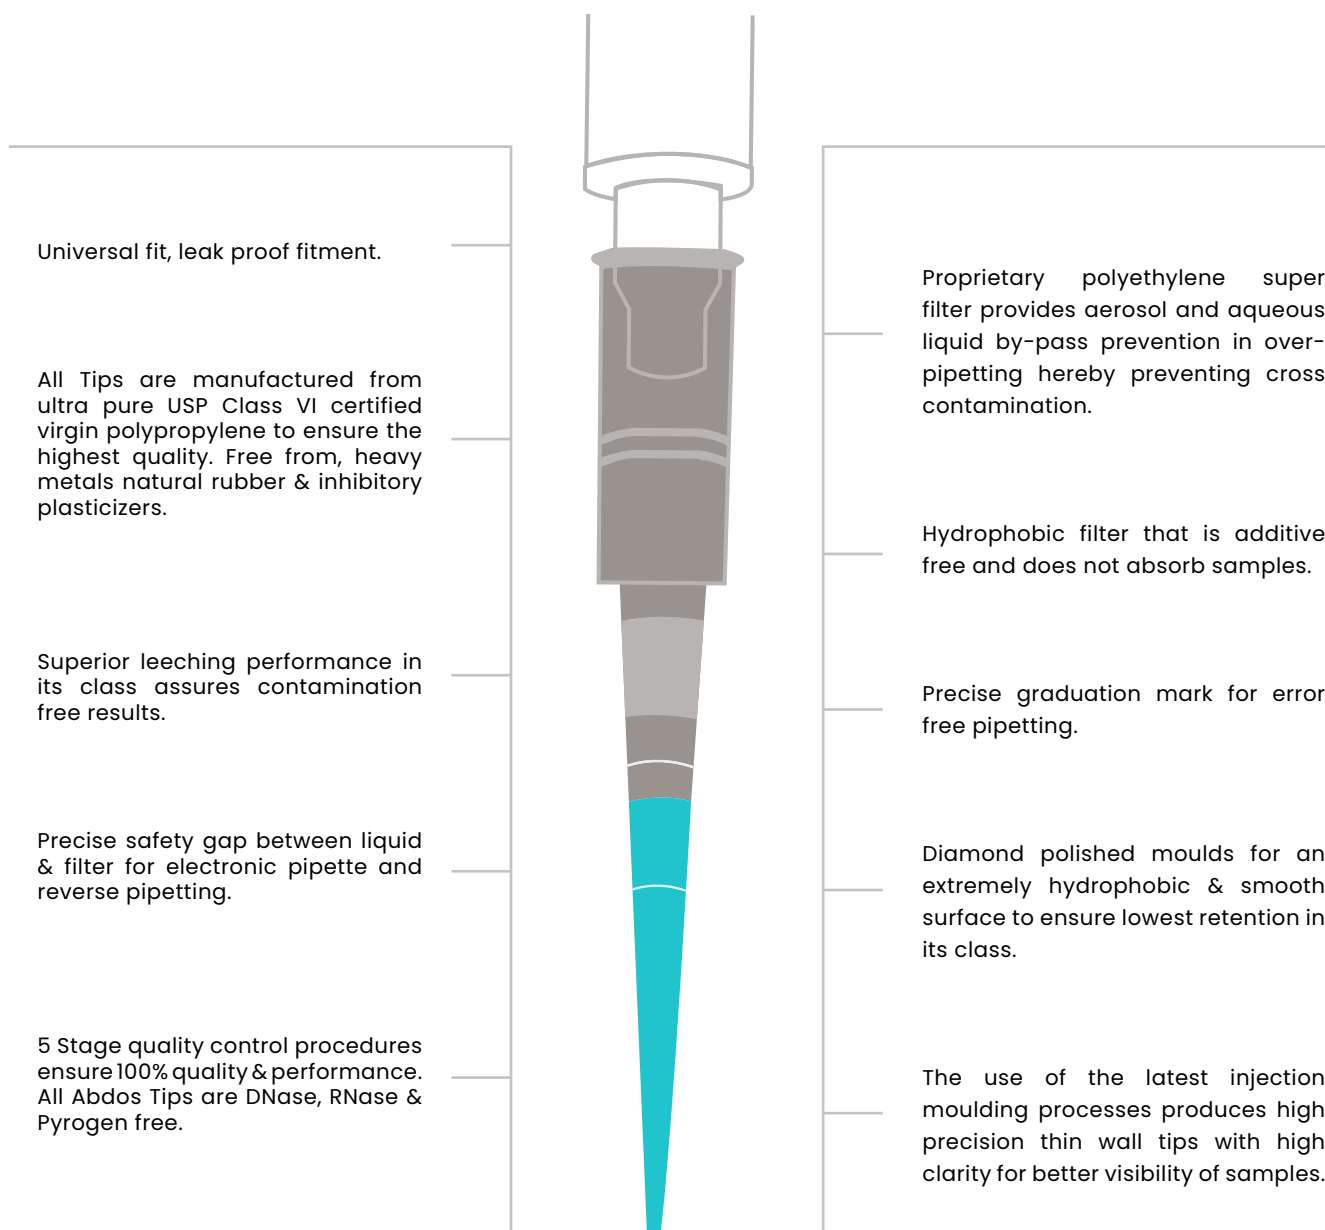 Universal fit, leak proof fitment.
All Tips are manufactured from
ultra pure USP Class VI certified
virgin polypropylene to ensure the
highest quality. Free from, heavy
metals natural rubber & inhibitory
plasticizers.
Superior leeching performance in
its class assures contamination
free results.
Precise safety gap between liquid
& filter for electronic pipette and
reverse pipetting.
5 Stage quality control procedures
ensure 100% quality & performance.
All Abdos Tips are DNase, RNase &
Pyrogen free.
Proprietary polyethylene super
filter provides aerosol and aqueous
liquid by-pass prevention in over-
pipetting hereby preventing cross
contamination.
Hydrophobic filter that is additive
free and does not absorb samples.
Precise graduation mark for error
free pipetting.
Diamond polished moulds for an
extremely hydrophobic & smooth
surface to ensure lowest retention in
its class.
The use of the latest injection
moulding processes produces high
precision thin wall tips with high
clarity for better visibility of samples.